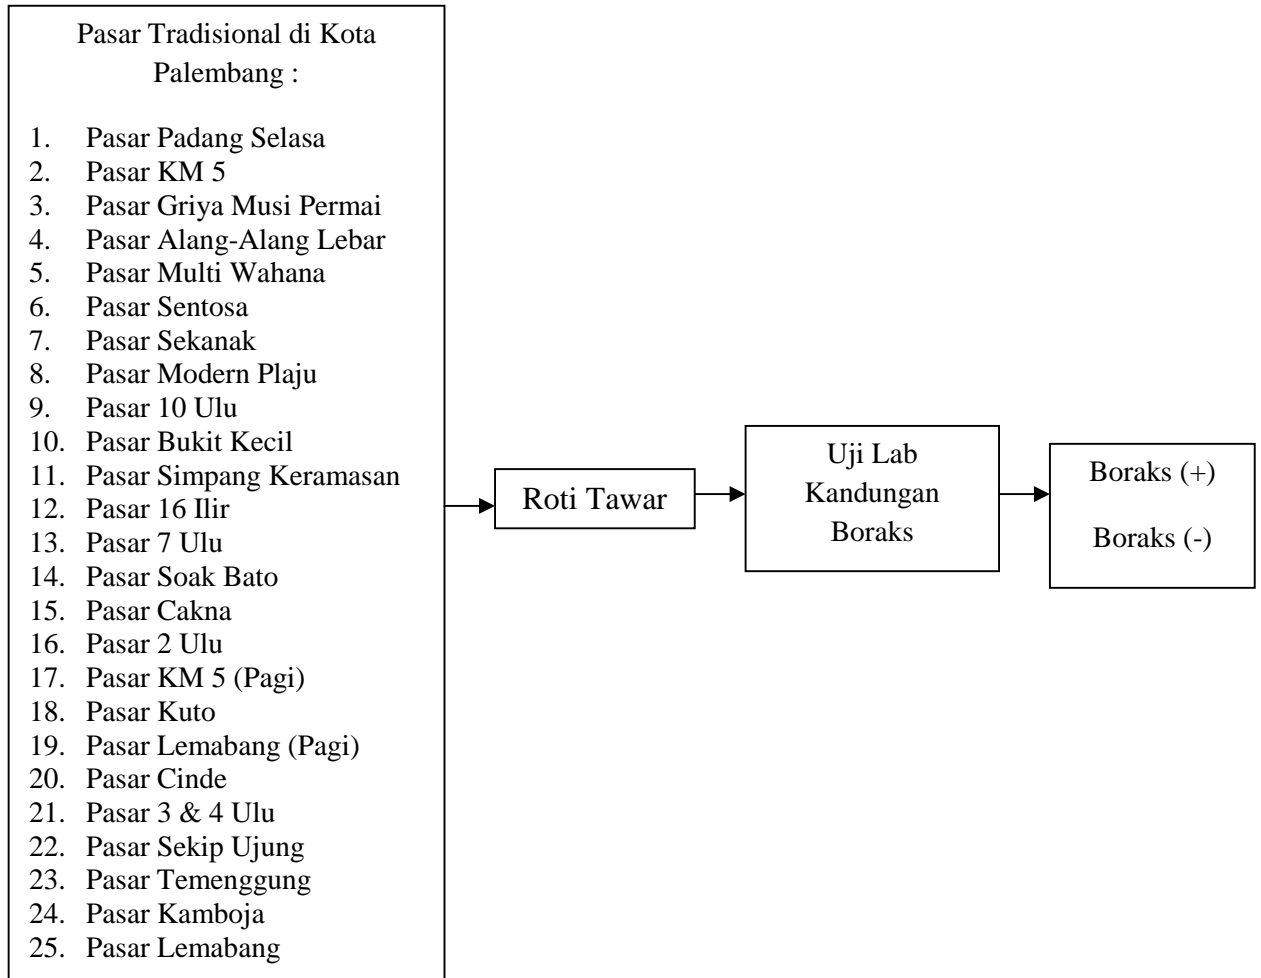 Pasar Tradisional di Kota
Palembang :
1. Pasar Padang Selasa
2. Pasar KM 5
3. Pasar Griya Musi Permai
4. Pasar Alang-Alang Lebar
5. Pasar Multi Wahana
6. Pasar Sentosa
7. Pasar Sekanak
8. Pasar Modern Plaju
9. Pasar 10 Ulu
10. Pasar Bukit Kecil
11. Pasar Simpang Keramasan
12. Pasar 16 Ilir
13. Pasar 7 Ulu
14. Pasar Soak Bato
15. Pasar Cakna
16. Pasar 2 Ulu
17. Pasar KM 5 (Pagi)
18. Pasar Kuto
19. Pasar Lemabang (Pagi)
20. Pasar Cinde
21. Pasar 3 & 4 Ulu
22. Pasar Sekip Ujung
23. Pasar Temenggung
24. Pasar Kamboja
25. Pasar Lemabang
Roti Tawar
Uji Lab
Kandungan
Boraks
Boraks (+)
Boraks (-)